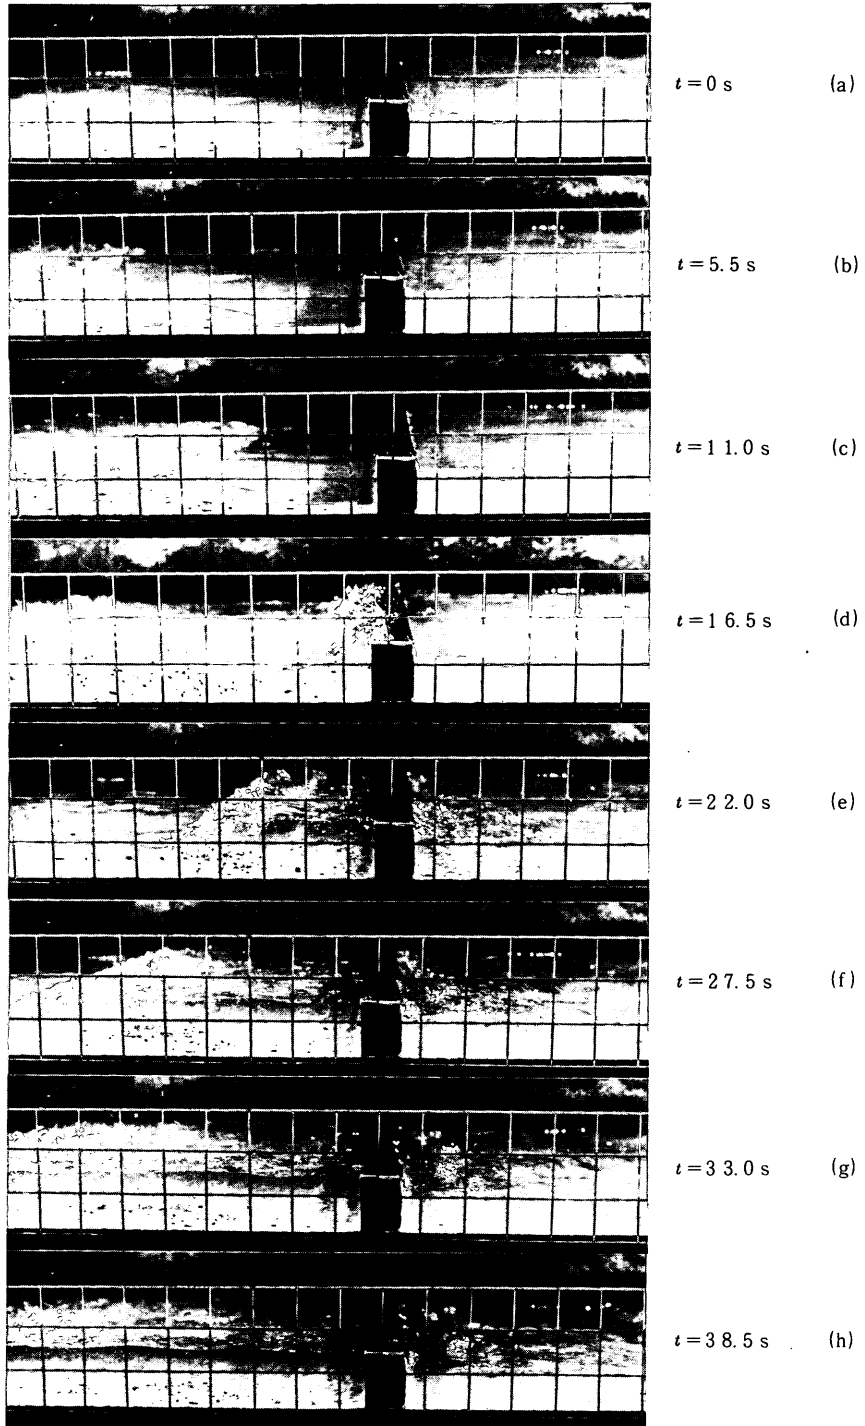 t=0 s (a)
t=5.5 s (b)
t=11.0 s (c)
t=16.5 s (d)
t=22.0 s (e)
t=27.5 s (f)
t=33.0 s (g)
t=38.5 s (h)